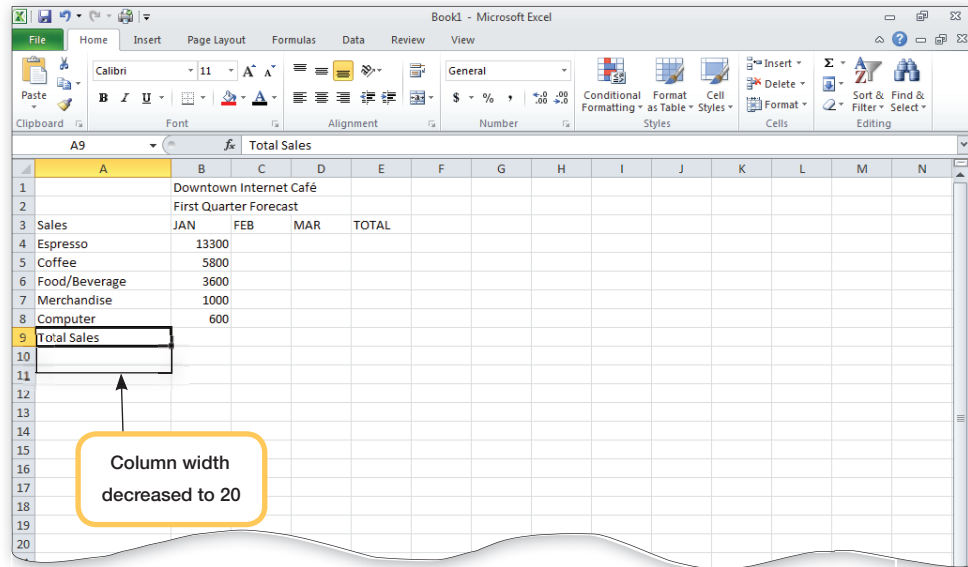 Book1 - Microsoft Excel
File Home Insert Page Layout Formulas Data Review View
Paste
Clipboard
Calibri 11
B I U
Font
Alignment
General
$ % ,
Number
Conditional Formatting
Format as Table
Cell Styles
Styles
Insert
Delete
Format
Cells
Sort & Filter
Find & Select
Editing
A9 fx Total Sales
A B C D E F G H I J K L M N
1 Downtown Internet Café
2 First Quarter Forecast
3 Sales JAN FEB MAR TOTAL
4 Espresso 13300
5 Coffee 5800
6 Food/Beverage 3600
7 Merchandise 1000
8 Computer 600
9 Total Sales
10
11
12
13
14
15
16
17
18
19
20
Column width
decreased to 20